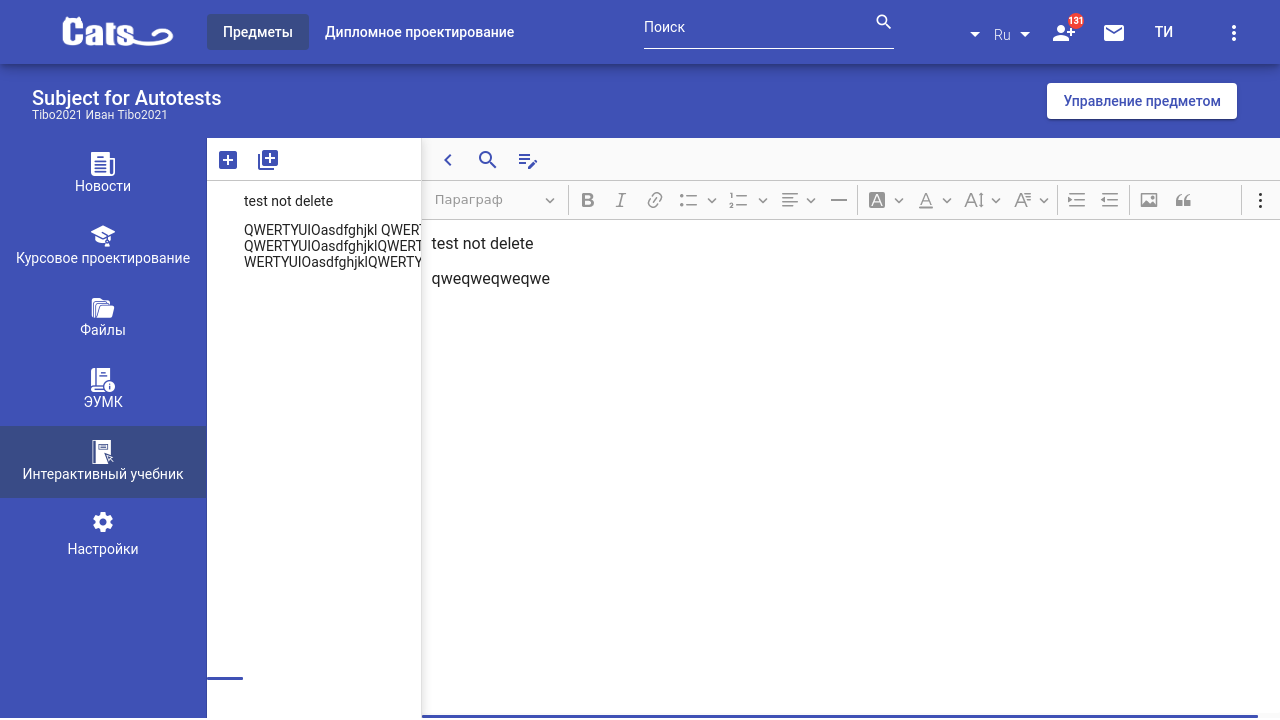 Cats
Предметы
Дипломное проектирование
Поиск
Ru
131
ТИ
Subject for Autotests
Tibo2021 Иван Tibo2021
Управление предметом
Новости
Курсовое проектирование
Файлы
ЭУМК
Интерактивный учебник
Настройки
test not delete
QWERTYUIOasdfghjkl QWERT
QWERTYUIOasdfghjklQWERT
WERTYUIOasdfghjklQWERTY
Параграф
test not delete
qweqweqweqwe